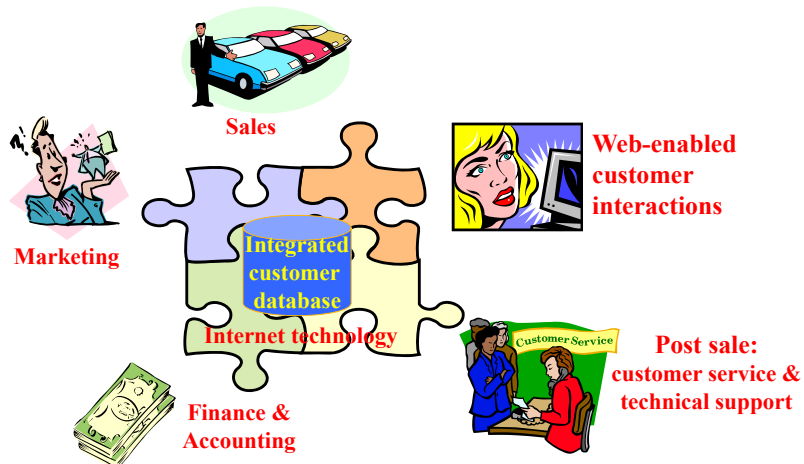 Sales
Web-enabled
customer
interactions
Marketing
Integrated
customer
database
Internet technology
Customer Service
Post sale:
customer service &
technical support
Finance &
Accounting